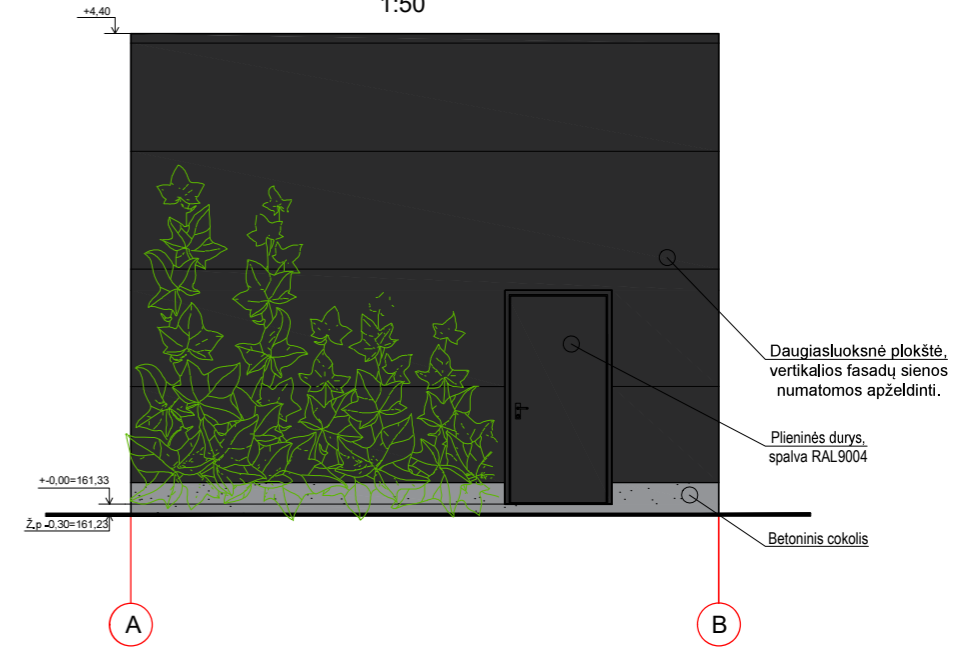 1:50
+4,40
Daugiasluoksnė plokštė,
vertikalios fasadų sienos
numatomos apželdinti.
Plieninės durys,
spalva RAL9004
+-0,00=161,33
Ž.p -0,30=161,23
Betoninis cokolis
A
B